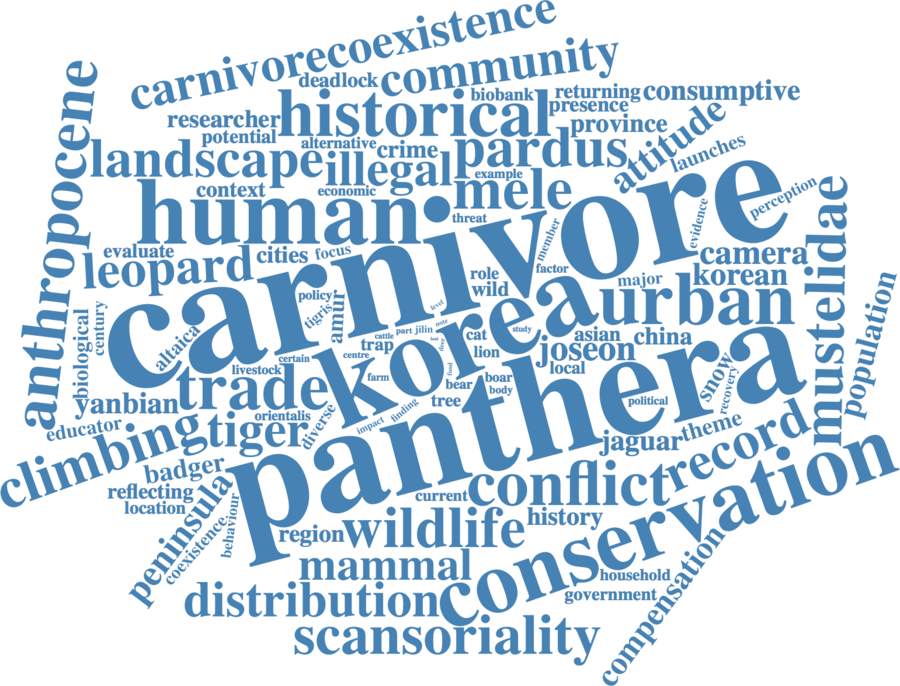 carnivorecoexistence
deadlock
community
biobank
returning
consumptive
presence
researcher
historical
province
potential
alternative
crime
pardus
attitude
launches
anthropocene
landscape
illegal
example
mele
context
economic
human
threat
carnivore
perception
evidence
member
mustelidae
evaluate
cities
focus
camera
leopard
role
factor
wild
major
korean
policy
tigris
amur
level
urban
population
biological
century
altaica
cattle
part
jilin
note
trap
lost
deer
cat
study
asian
china
korea
certain
centre
lion
joseon
livestock
trade
farm
food
bear
boar
local
body
snow
recovery
panthera
yanbian
orientalis
diverse
impact
finding
tree
political
educator
climbing
tiger
jaguar
theme
record
badger
reflecting
location
peninsula
coexistence
behaviour
current
conflict
conservation
region
wildlife
history
mammal
household
government
compensation
distribution
scansoriality